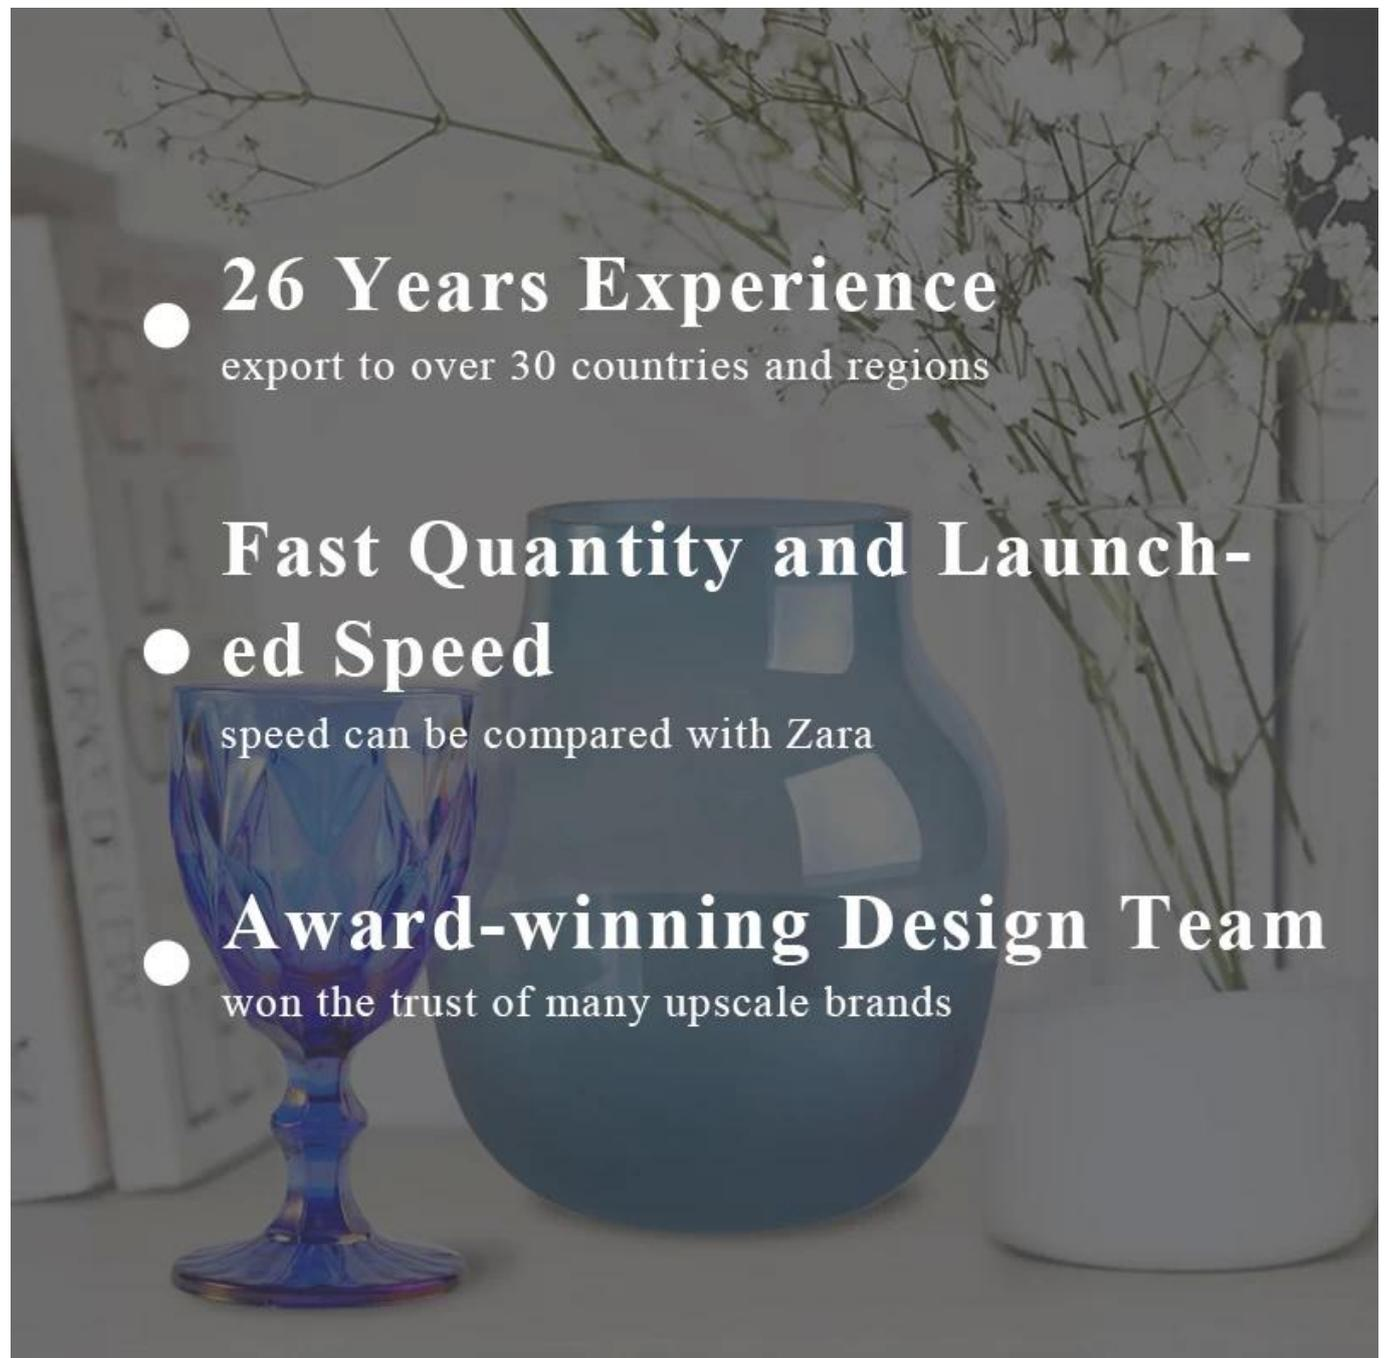 26 Years Experience
export to over 30 countries and regions
Fast Quantity and Launch-
ed Speed
speed can be compared with Zara
Award-winning Design Team
won the trust of many upscale brands